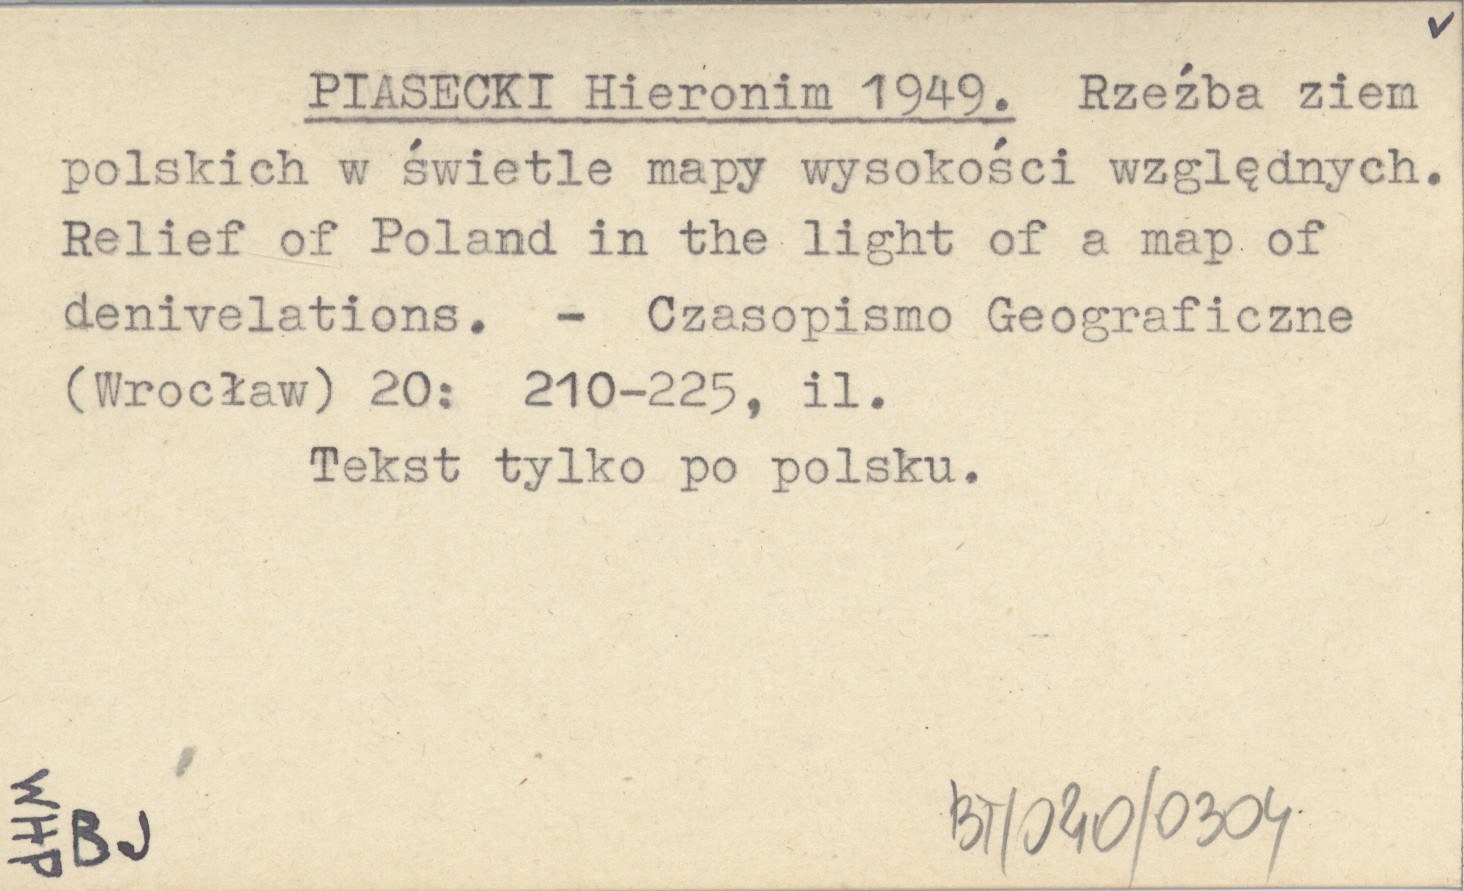 PIASECKI Hieronim 1949. Rzeźba ziem
polskich w świetle mapy wysokości względnych.
Relief of Poland in the light of a map of
denivelations. - Czasopismo Geograficzne
(Wrocław) 20: 210-225, il.
Tekst tylko po polsku.
WHP
BJ
BT/040/0304